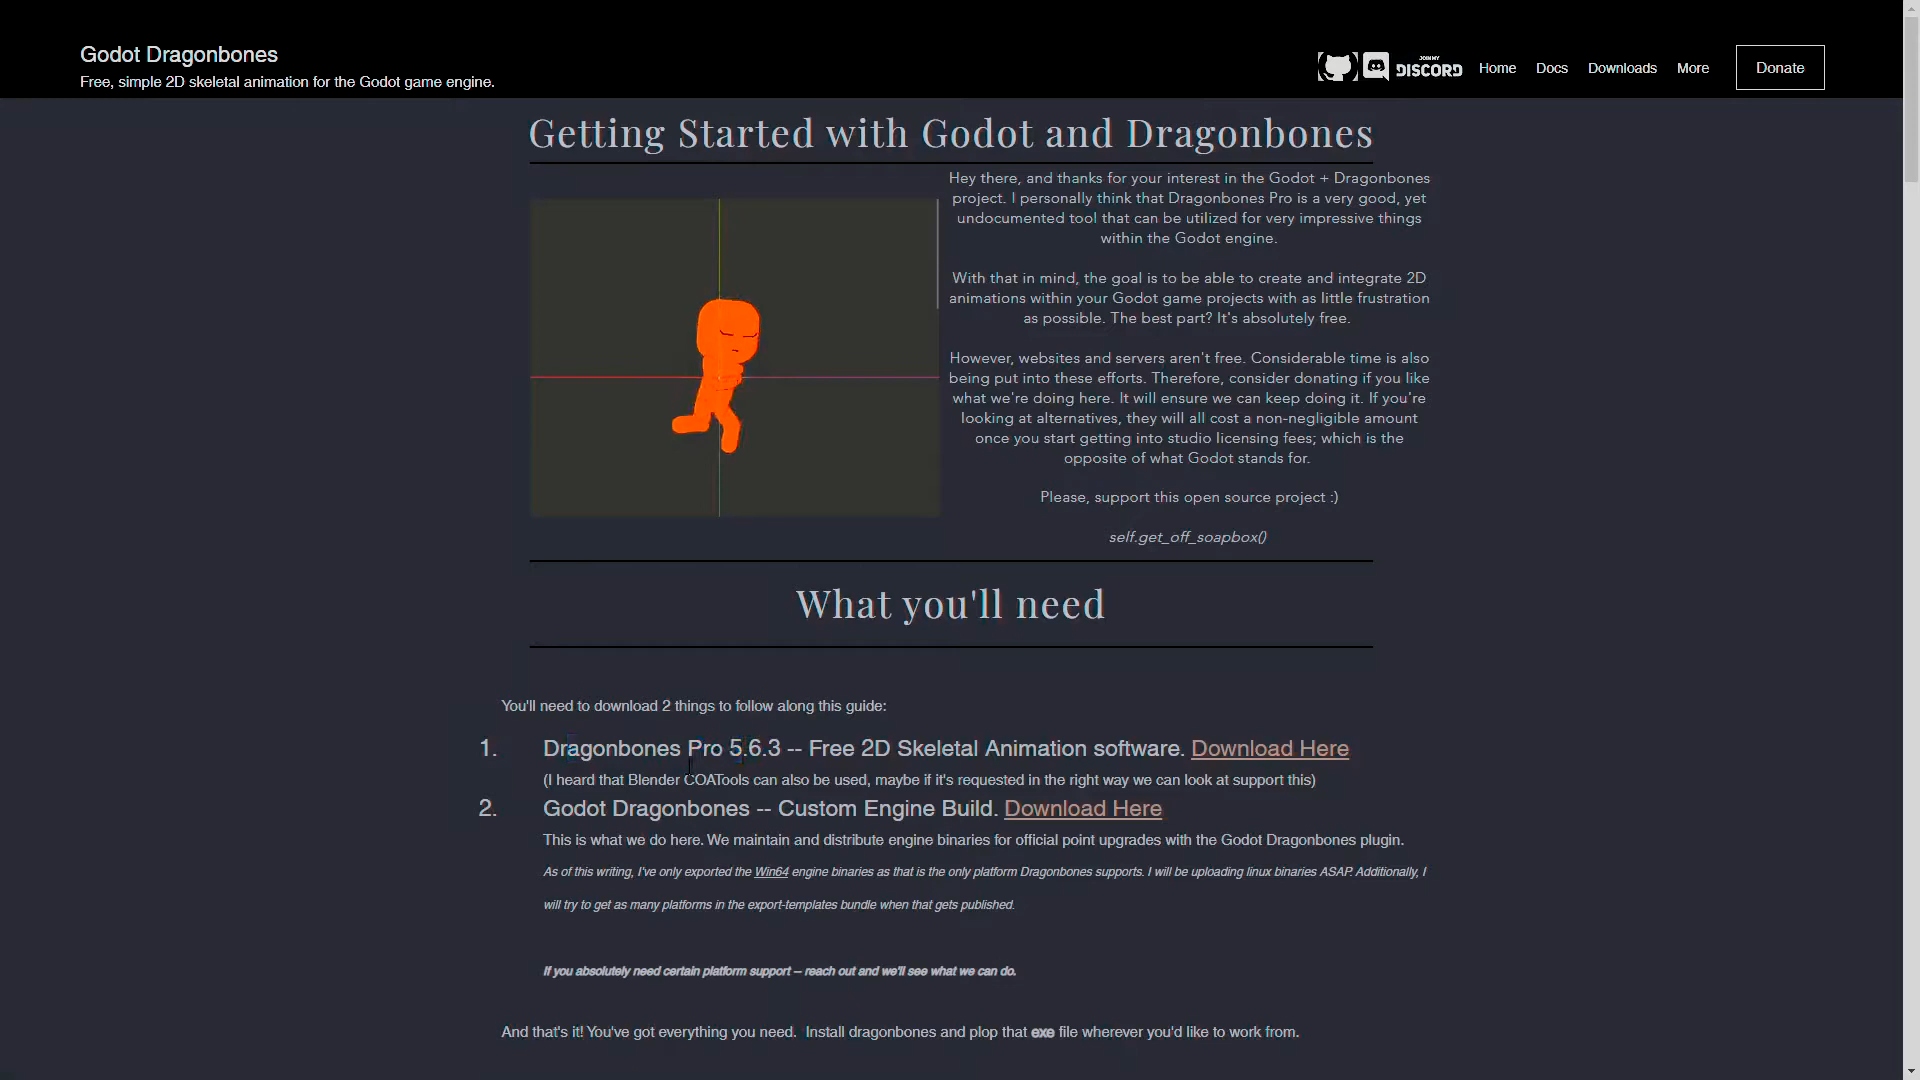 Godot Dragonbones
Free, simple 2D skeletal animation for the Godot game engine.
JOIN MY
DISCORD
Home
Docs
Downloads
More
Donate
Getting Started with Godot and Dragonbones
Hey there, and thanks for your interest in the Godot + Dragonbones
project. I personally think that Dragonbones Pro is a very good, yet
undocumented tool that can be utilized for very impressive things
within the Godot engine.
With that in mind, the goal is to be able to create and integrate 2D
animations within your Godot game projects with as little frustration
as possible. The best part? It's absolutely free.
However, websites and servers aren't free. Considerable time is also
being put into these efforts. Therefore, consider donating if you like
what we're doing here. It will ensure we can keep doing it. If you're
looking at alternatives, they will all cost a non-negligible amount
once you start getting into studio licensing fees; which is the
opposite of what Godot stands for.
Please, support this open source project :)
self.get_off_soapbox()
What you'll need
You'll need to download 2 things to follow along this guide:
1. Dragonbones Pro 5.6.3 -- Free 2D Skeletal Animation software. Download Here
(I heard that Blender COATools can also be used, maybe if it's requested in the right way we can look at support this)
2. Godot Dragonbones -- Custom Engine Build. Download Here
This is what we do here. We maintain and distribute engine binaries for official point upgrades with the Godot Dragonbones plugin.
As of this writing, I've only exported the Win64 engine binaries as that is the only platform Dragonbones supports. I will be uploading linux binaries ASAP. Additionally, I
will try to get as many platforms in the export-templates bundle when that gets published.
If you absolutely need certain platform support -- reach out and we'll see what we can do.
And that's it! You've got everything you need.  Install dragonbones and plop that exe file wherever you'd like to work from.